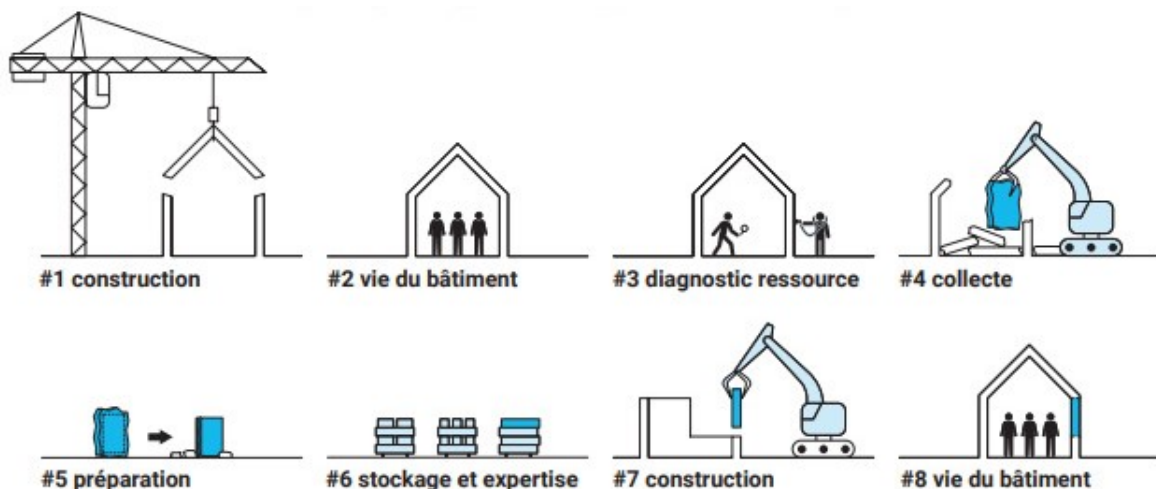 #1 construction
#2 vie du bâtiment
#3 diagnostic ressource
#4 collecte
#5 préparation
#6 stockage et expertise
#7 construction
#8 vie du bâtiment